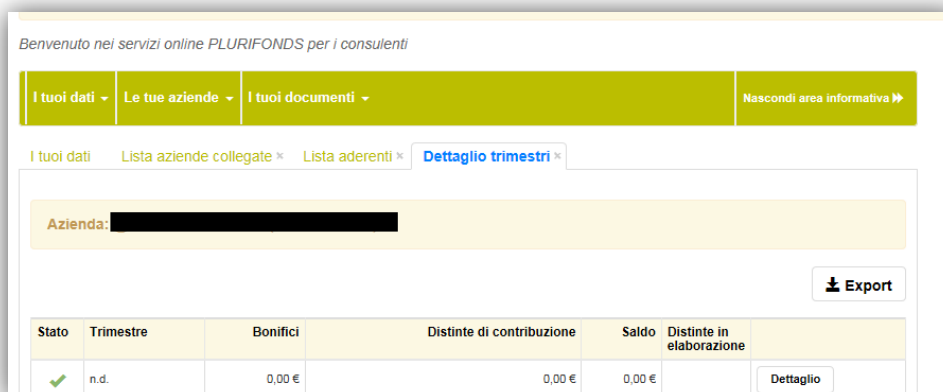 Benvenuto nei servizi online PLURIFONDS per i consulenti
I tuoi dati Le tue aziende I tuoi documenti Nascondi area informativa
I tuoi dati Lista aziende collegate × Lista aderenti × Dettaglio trimestri ×
Azienda:
Export
Stato Trimestre Bonifici Distinte di contribuzione Saldo Distinte in
elaborazione
n.d. 0,00 € 0,00 € 0,00 € Dettaglio